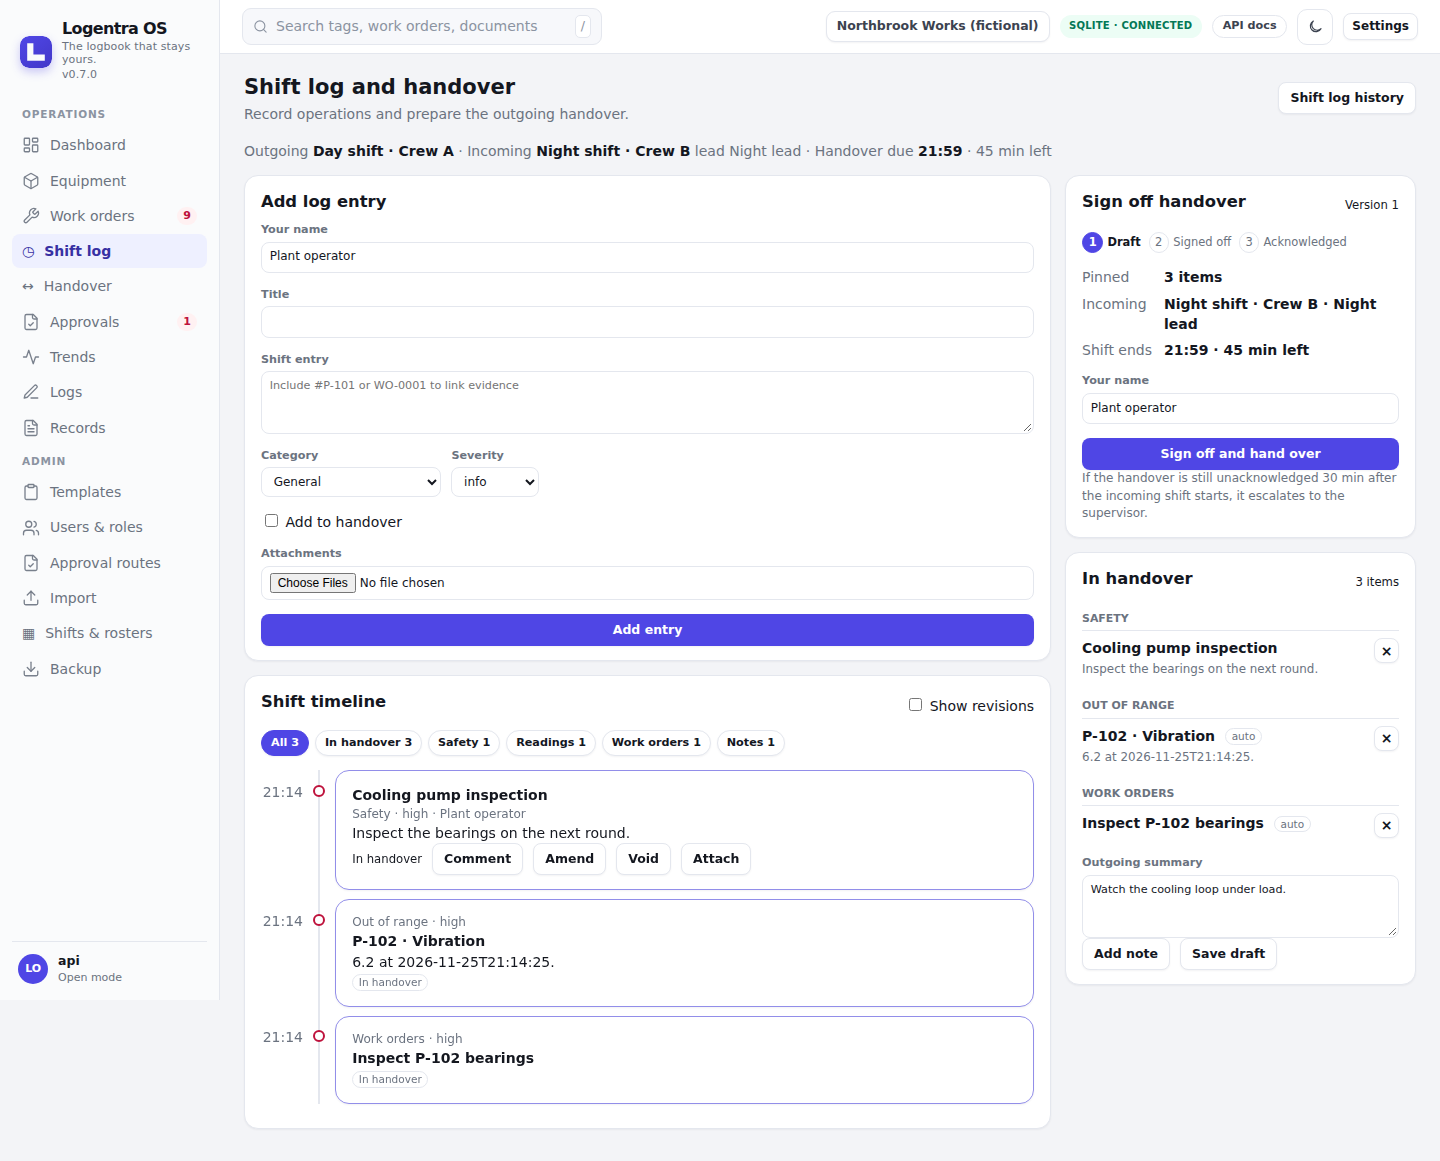 Logentra OS
The logbook that stays
yours.
v0.7.0
OPERATIONS
Dashboard
Equipment
Work orders 9
Shift log
Handover
Approvals 1
Trends
Logs
Records
ADMIN
Templates
Users & roles
Approval routes
Import
Shifts & rosters
Backup
LO
api
Open mode
Search tags, work orders, documents /
Northbrook Works (fictional)
SQLITE · CONNECTED
API docs
Settings
Shift log and handover
Record operations and prepare the outgoing handover.
Shift log history
Outgoing Day shift · Crew A · Incoming Night shift · Crew B lead Night lead · Handover due 21:59 · 45 min left
Add log entry
Your name
Plant operator
Title
Shift entry
Include #P-101 or WO-0001 to link evidence
Category Severity
General info
Add to handover
Attachments
Choose Files No file chosen
Add entry
Shift timeline
Show revisions
All 3 In handover 3 Safety 1 Readings 1 Work orders 1 Notes 1
21:14
Cooling pump inspection
Safety · high · Plant operator
Inspect the bearings on the next round.
In handover Comment Amend Void Attach
21:14
Out of range · high
P-102 · Vibration
6.2 at 2026-11-25T21:14:25.
In handover
21:14
Work orders · high
Inspect P-102 bearings
In handover
Sign off handover
Version 1
1 Draft 2 Signed off 3 Acknowledged
Pinned 3 items
Incoming Night shift · Crew B · Night
lead
Shift ends 21:59 · 45 min left
Your name
Plant operator
Sign off and hand over
If the handover is still unacknowledged 30 min after
the incoming shift starts, it escalates to the
supervisor.
In handover
3 items
SAFETY
Cooling pump inspection ×
Inspect the bearings on the next round.
OUT OF RANGE
P-102 · Vibration auto ×
6.2 at 2026-11-25T21:14:25.
WORK ORDERS
Inspect P-102 bearings auto ×
Outgoing summary
Watch the cooling loop under load.
Add note Save draft